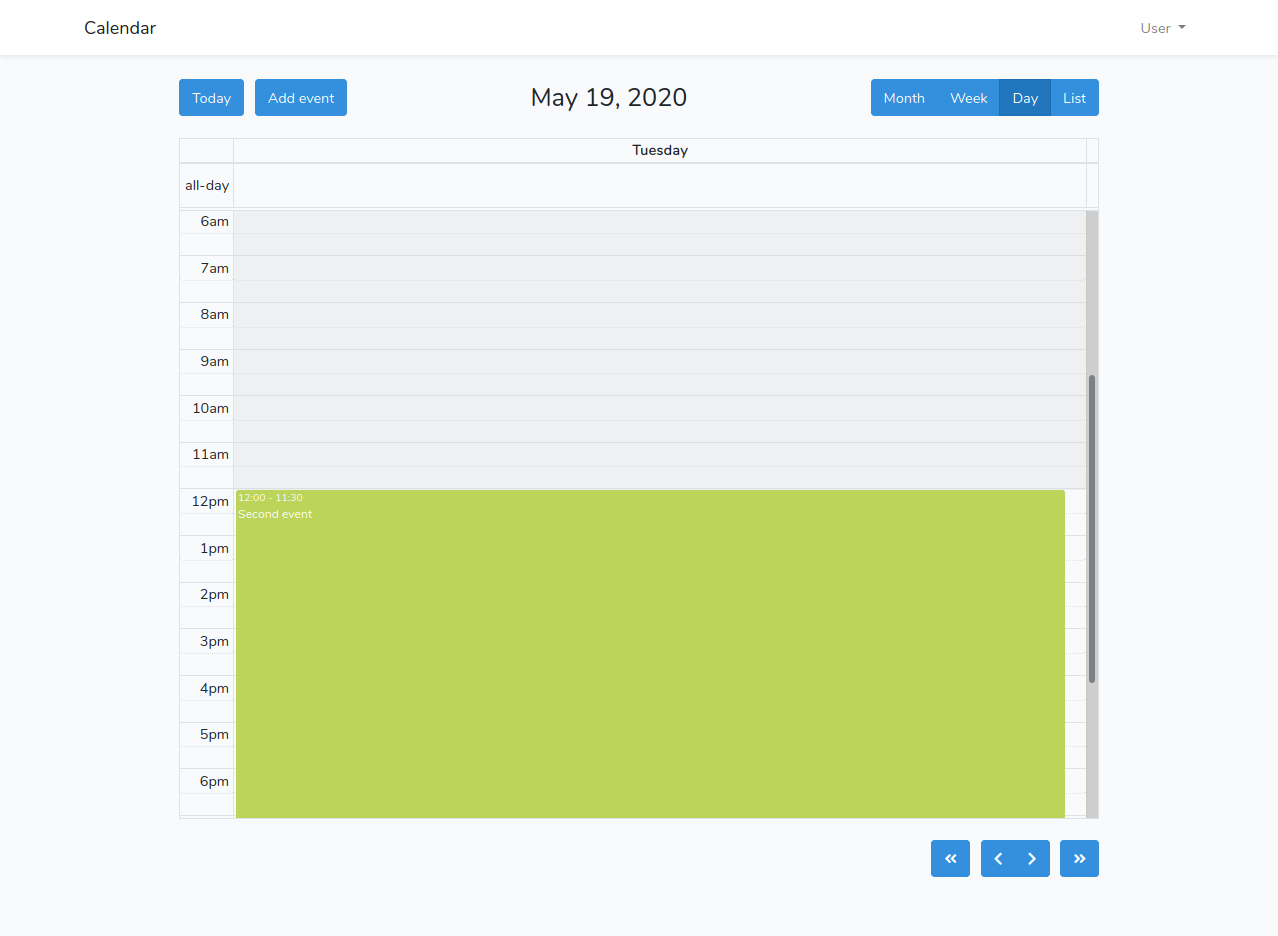 Calendar
User
Today
Add event
May 19, 2020
Month
Week
Day
List
Tuesday
all-day
6am
7am
8am
9am
10am
11am
12pm
12:00 - 11:30
Second event
1pm
2pm
3pm
4pm
5pm
6pm